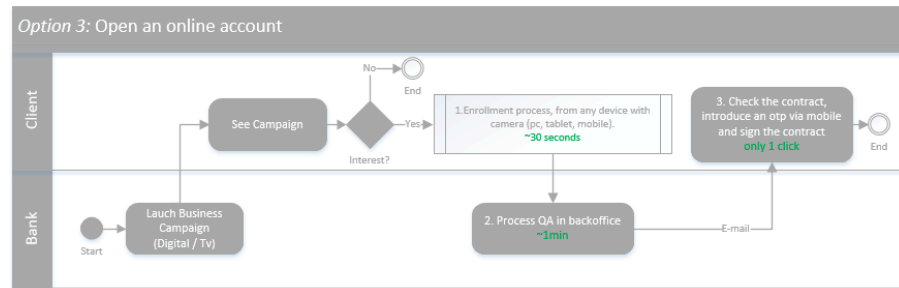 Option 3: Open an online account
Client
No
End
See Campaign
Interest?
Yes
1.Enrollment process, from any device with
camera (pc, tablet, mobile).
~30 seconds
3. Check the contract,
introduce an otp via mobile
and sign the contract
only 1 click
End
Bank
Start
Lauch Business
Campaign
(Digital / Tv)
2. Process QA in backoffice
~1min
E-mail